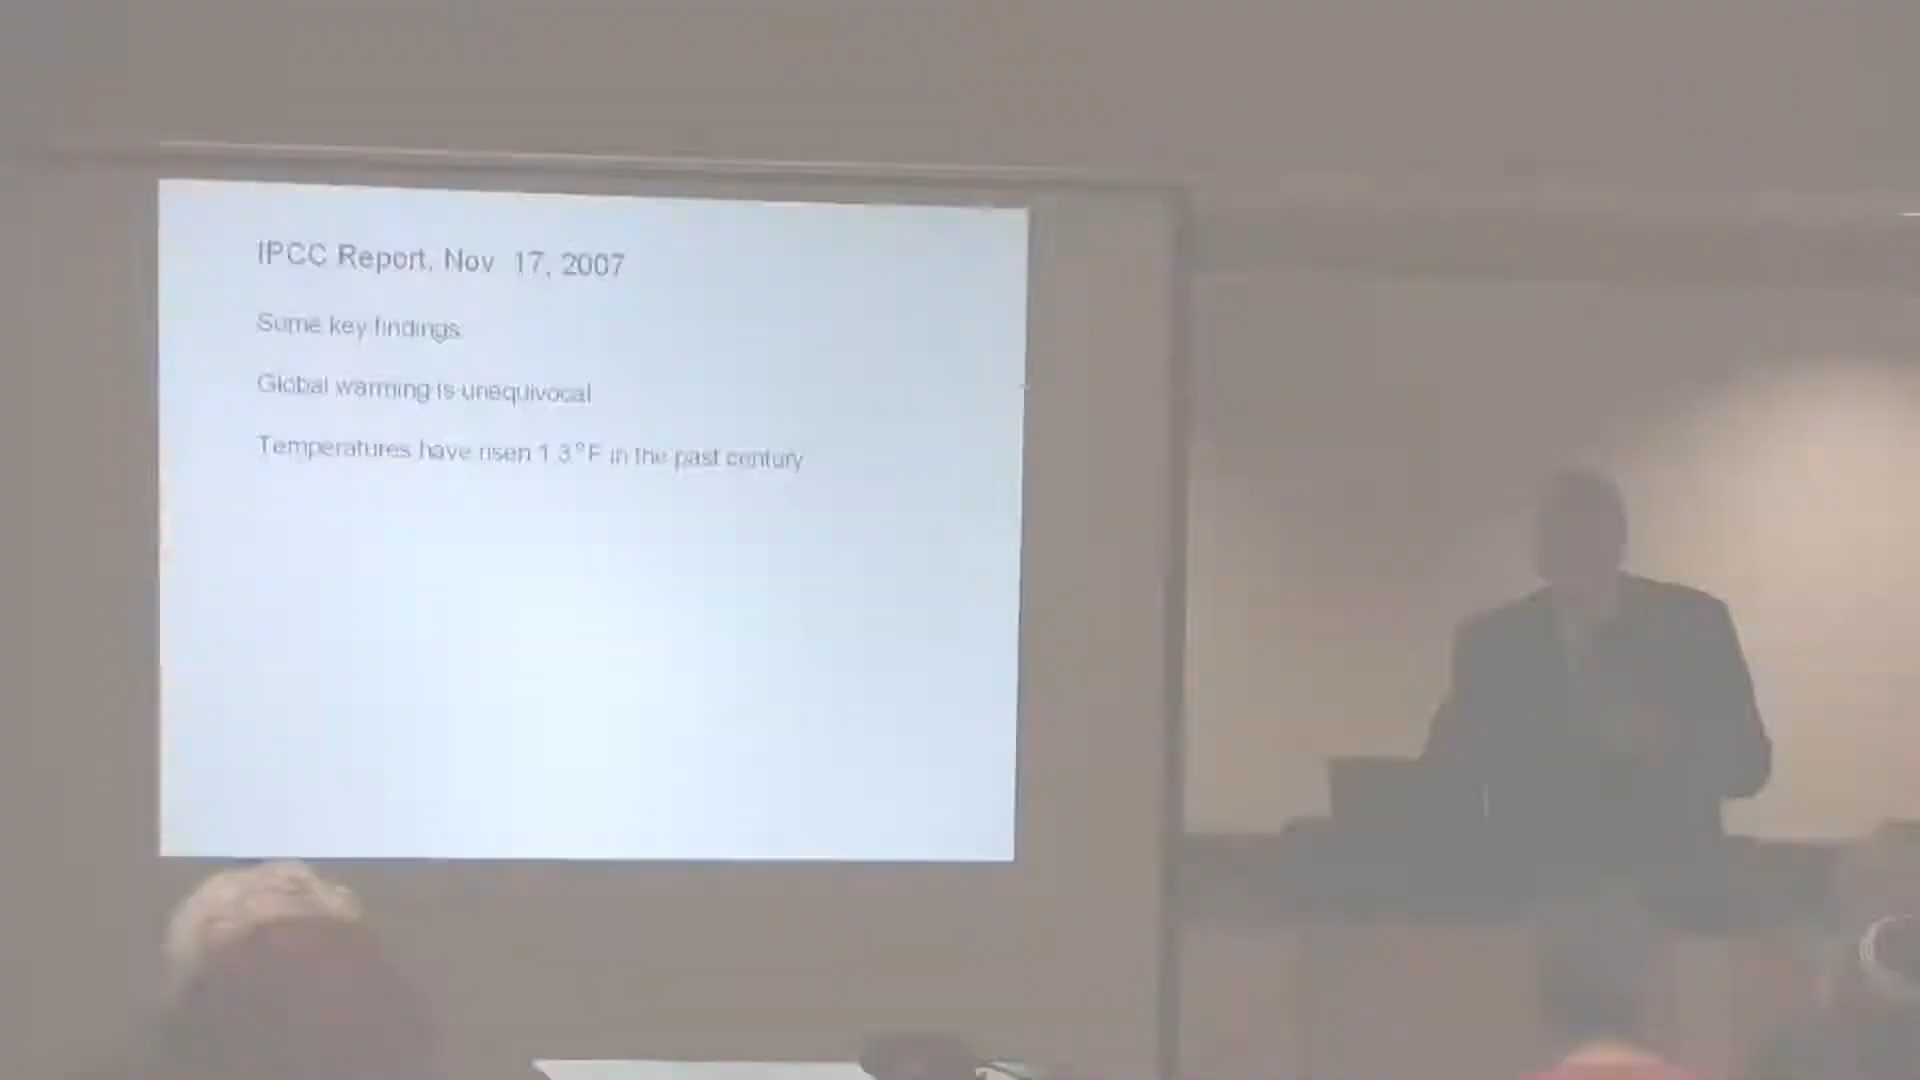 IPCC Report, Nov 17, 2007
Some key findings
Global warming is unequivocal
Temperatures have risen 1.3°F in the past century